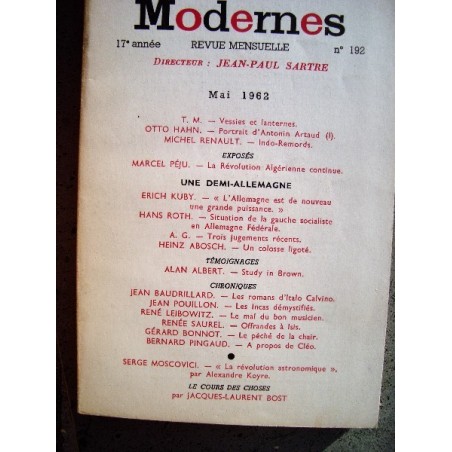 Modernes
17e année REVUE MENSUELLE n° 192
DIRECTEUR : JEAN-PAUL SARTRE
Mai 1962
T. M. — Vessies et lanternes.
OTTO HAHN. — Portrait d'Antonin Artaud (I).
MICHEL RENAULT. — Indo-Remords.
EXPOSÉS
MARCEL PÉJU. — La Révolution Algérienne continue.
UNE DEMI-ALLEMAGNE
ERICH KUBY. — « L'Allemagne est de nouveau
une grande puissance. »
HANS ROTH. — Situation de la gauche socialiste
en Allemagne Fédérale.
A. G. — Trois jugements récents.
HEINZ ABOSCH. — Un colosse ligoté.
TÉMOIGNAGES
ALAN ALBERT. — Study in Brown.
CHRONIQUES
JEAN BAUDRILLARD. — Les romans d'Italo Calvino.
JEAN POUILLON. — Les Incas démystifiés.
RENÉ LEIBOWITZ. — Le mal du bon musicien.
RENÉE SAUREL. — Offrandes à Isis.
GÉRARD BONNOT. — Le péché de la chair.
BERNARD PINGAUD. — A propos de Cléo.
SERGE MOSCOVICI. — « La révolution astronomique »,
par Alexandre Koyre.
LE COURS DES CHOSES
par JACQUES-LAURENT BOST